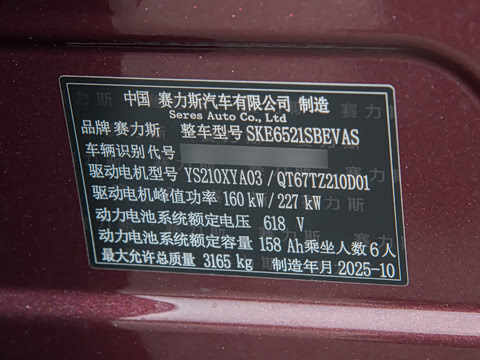 中国 赛力斯汽车有限公司 制造
Seres Auto Co., Ltd
品牌 赛力斯 整车型号 SKE6521SBEVAS
车辆识别代号
驱动电机型号 YS210XYA03 / QT67TZ210D01
驱动电机峰值功率 160 kW / 227 kW
动力电池系统额定电压 618 V
动力电池系统额定容量 158 Ah 乘坐人数 6人
最大允许总质量 3165 kg 制造年月 2025-10